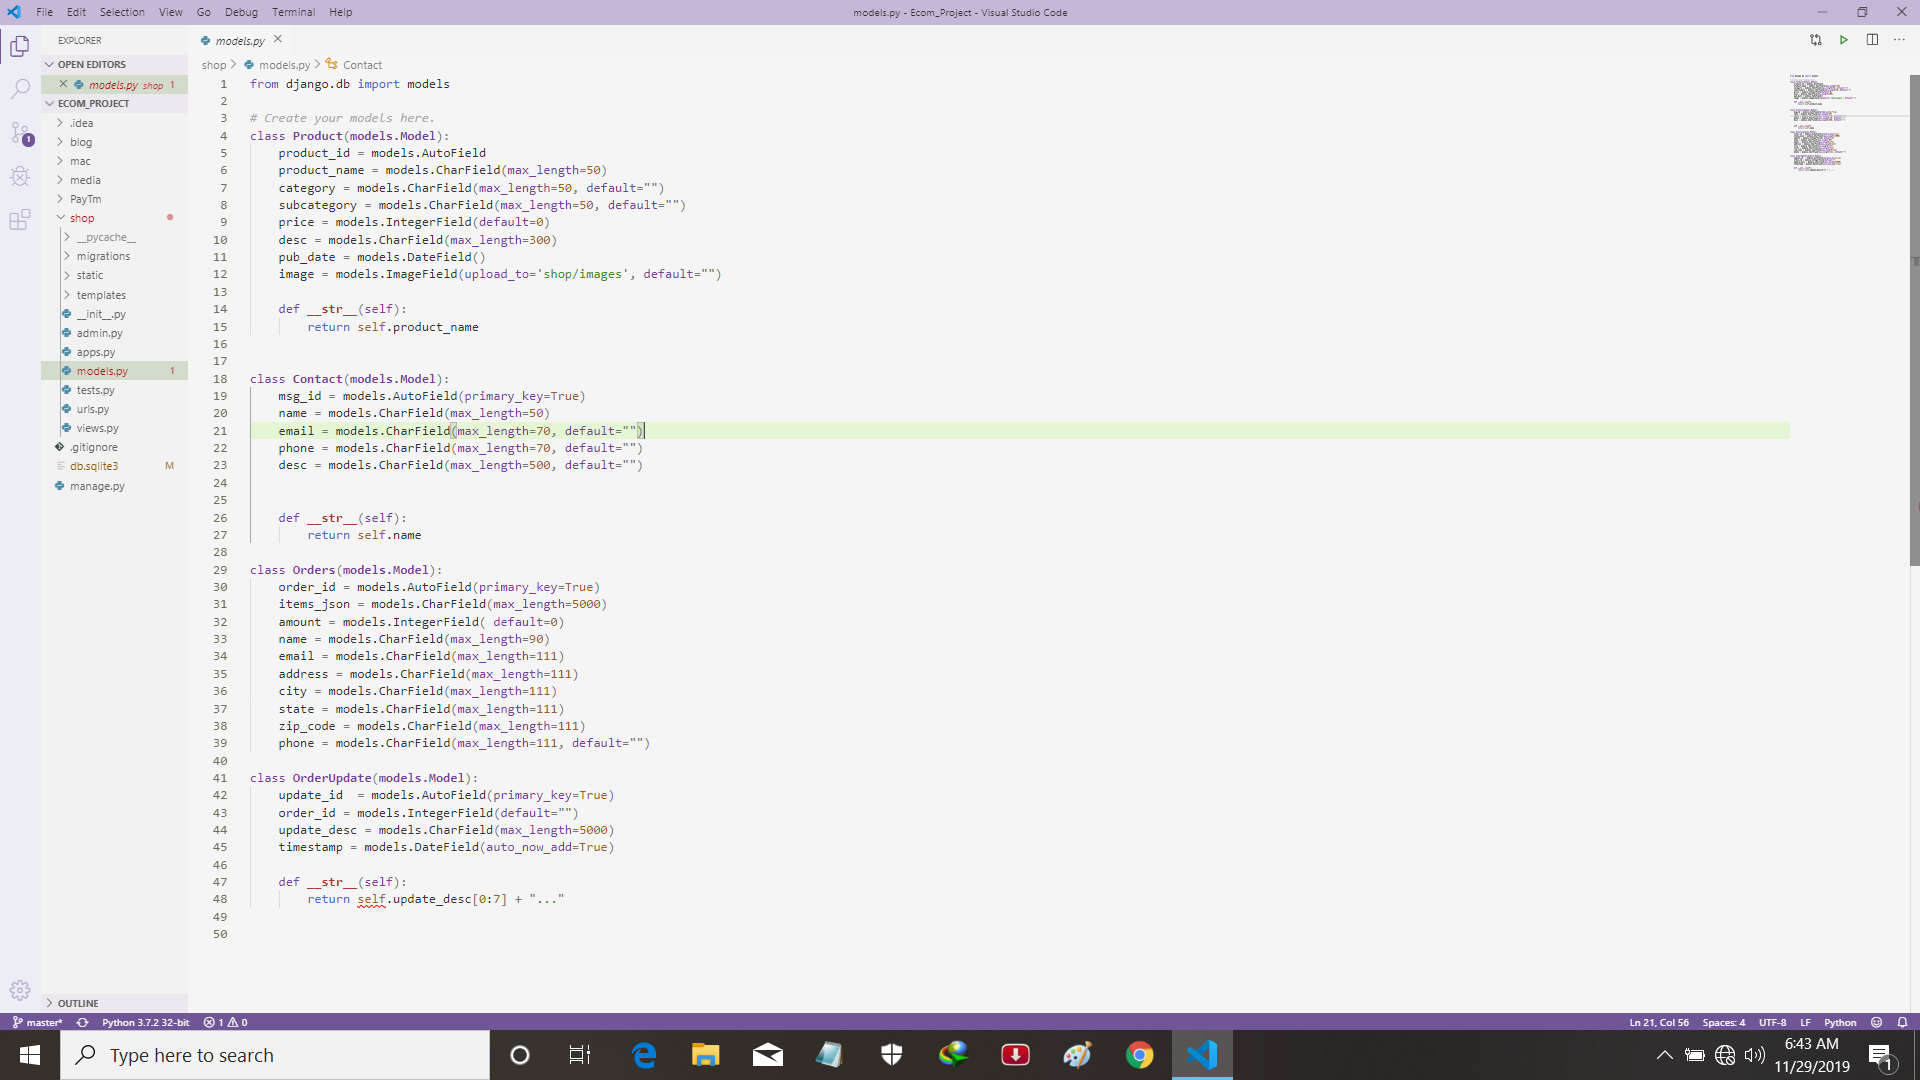 File Edit Selection View Go Debug Terminal Help
models.py - Ecom_Project - Visual Studio Code
EXPLORER
OPEN EDITORS
models.py shop 1
ECOM_PROJECT
.idea
blog
mac
media
PayTm
shop
__pycache__
migrations
static
templates
__init__.py
admin.py
apps.py
models.py 1
tests.py
urls.py
views.py
.gitignore
db.sqlite3 M
manage.py
OUTLINE
1
models.py
shop > models.py > Contact
1 from django.db import models
2
3 # Create your models here.
4 class Product(models.Model):
5     product_id = models.AutoField
6     product_name = models.CharField(max_length=50)
7     category = models.CharField(max_length=50, default="")
8     subcategory = models.CharField(max_length=50, default="")
9     price = models.IntegerField(default=0)
10     desc = models.CharField(max_length=300)
11     pub_date = models.DateField()
12     image = models.ImageField(upload_to='shop/images', default="")
13
14     def __str__(self):
15         return self.product_name
16
17
18 class Contact(models.Model):
19     msg_id = models.AutoField(primary_key=True)
20     name = models.CharField(max_length=50)
21     email = models.CharField(max_length=70, default="")
22     phone = models.CharField(max_length=70, default="")
23     desc = models.CharField(max_length=500, default="")
24
25
26     def __str__(self):
27         return self.name
28
29 class Orders(models.Model):
30     order_id = models.AutoField(primary_key=True)
31     items_json = models.CharField(max_length=5000)
32     amount = models.IntegerField( default=0)
33     name = models.CharField(max_length=90)
34     email = models.CharField(max_length=111)
35     address = models.CharField(max_length=111)
36     city = models.CharField(max_length=111)
37     state = models.CharField(max_length=111)
38     zip_code = models.CharField(max_length=111)
39     phone = models.CharField(max_length=111, default="")
40
41 class OrderUpdate(models.Model):
42     update_id  = models.AutoField(primary_key=True)
43     order_id = models.IntegerField(default="")
44     update_desc = models.CharField(max_length=5000)
45     timestamp = models.DateField(auto_now_add=True)
46
47     def __str__(self):
48         return self.update_desc[0:7] + "..."
49
50
master* Python 3.7.2 32-bit 1 0
Ln 21, Col 56 Spaces: 4 UTF-8 LF Python
Type here to search
6:43 AM
11/29/2019
1